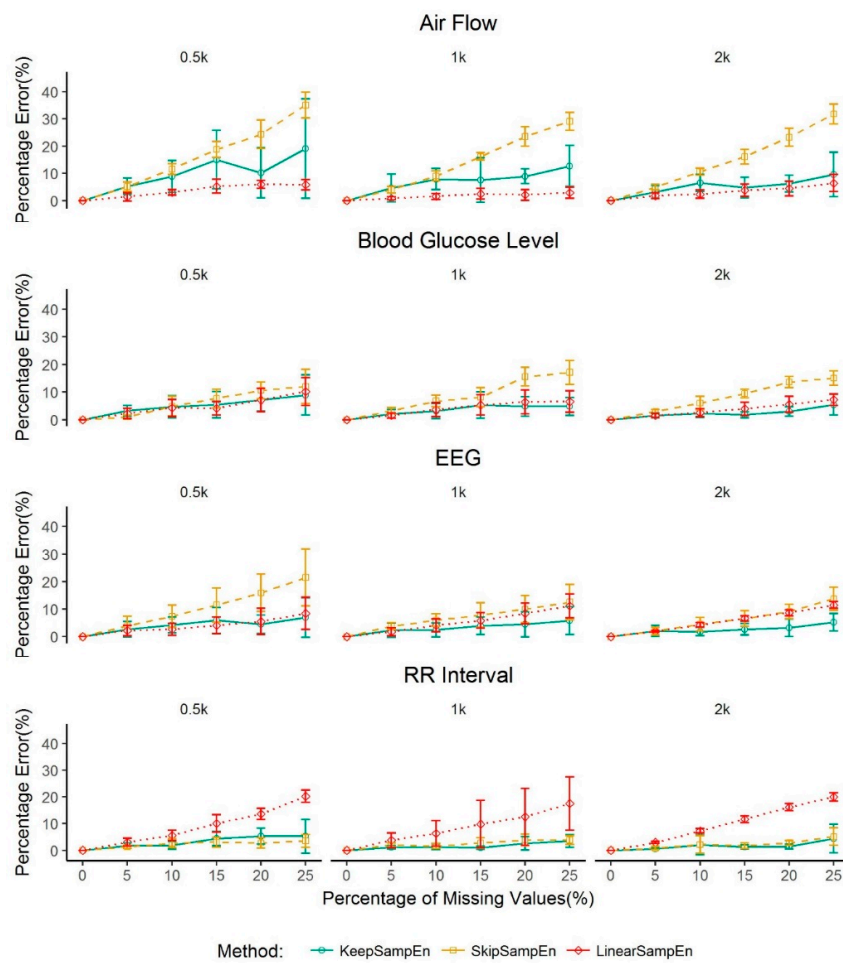 Air Flow
0.5k 1k 2k
Percentage Error(%)
40
30
20
10
0
Blood Glucose Level
0.5k 1k 2k
Percentage Error(%)
40
30
20
10
0
EEG
0.5k 1k 2k
Percentage Error(%)
40
30
20
10
0
RR Interval
0.5k 1k 2k
Percentage Error(%)
40
30
20
10
0
0 5 10 15 20 25 0 5 10 15 20 25 0 5 10 15 20 25
Percentage of Missing Values(%)
Method: KeepSampEn SkipSampEn LinearSampEn